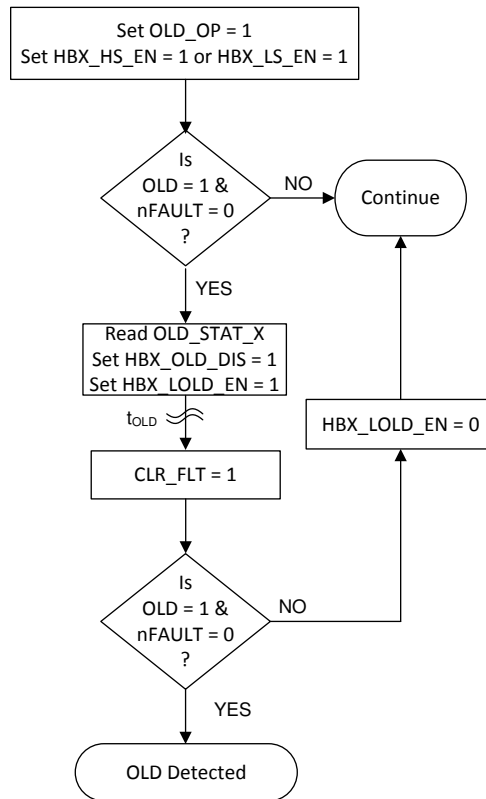 Set OLD_OP = 1
Set HBX_HS_EN = 1 or HBX_LS_EN = 1
Is
OLD = 1 &
nFAULT = 0
?
NO
Continue
YES
Read OLD_STAT_X
Set HBX_OLD_DIS = 1
Set HBX_LOLD_EN = 1
tOLD
HBX_LOLD_EN = 0
CLR_FLT = 1
Is
OLD = 1 &
nFAULT = 0
?
NO
YES
OLD Detected